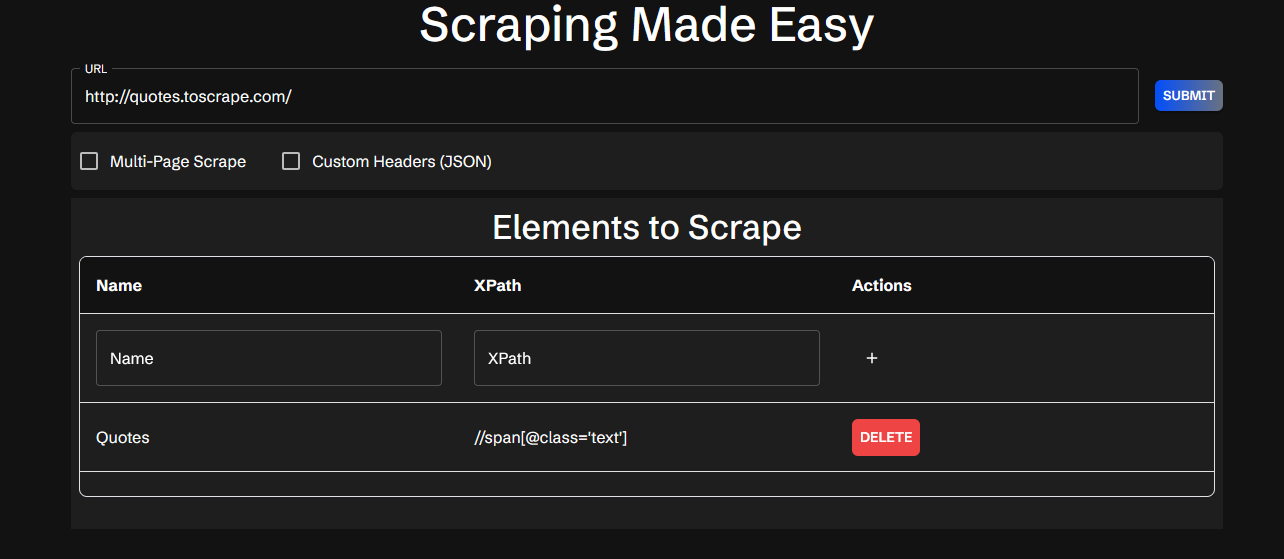 Scraping Made Easy
URL
http://quotes.toscrape.com/
SUBMIT
Multi-Page Scrape
Custom Headers (JSON)
Elements to Scrape
Name XPath Actions
Name XPath +
Quotes //span[@class='text'] DELETE